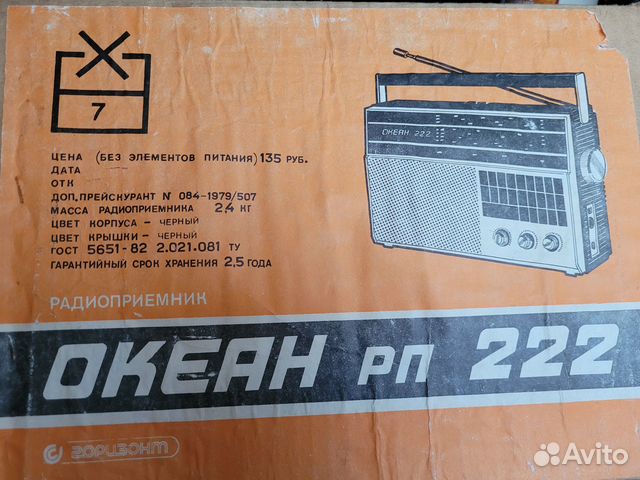 7
ЦЕНА (БЕЗ ЭЛЕМЕНТОВ ПИТАНИЯ) 135 РУБ.
ДАТА
ОТК
ДОП. ПРЕЙСКУРАНТ N 084-1979/507
МАССА РАДИОПРИЕМНИКА 2,4 КГ
ЦВЕТ КОРПУСА – ЧЕРНЫЙ
ЦВЕТ КРЫШКИ – ЧЕРНЫЙ
ГОСТ 5651-82 2.021.081 ТУ
ГАРАНТИЙНЫЙ СРОК ХРАНЕНИЯ 2,5 ГОДА
ОКЕАН 222
РАДИОПРИЕМНИК
ОКЕАН РП 222
горизонт
Avito